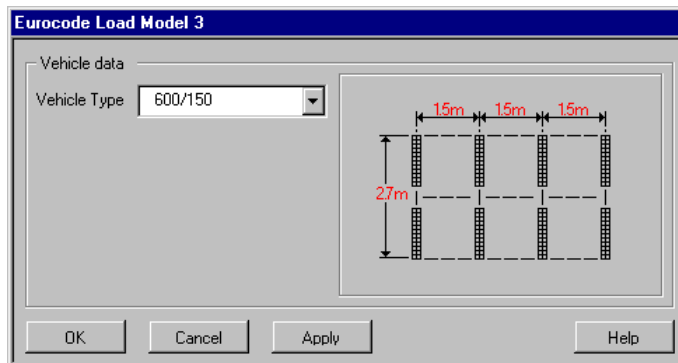 Eurocode Load Model 3
Vehicle data
Vehicle Type 600/150
1.5m 1.5m 1.5m
2.7m
OK Cancel Apply Help